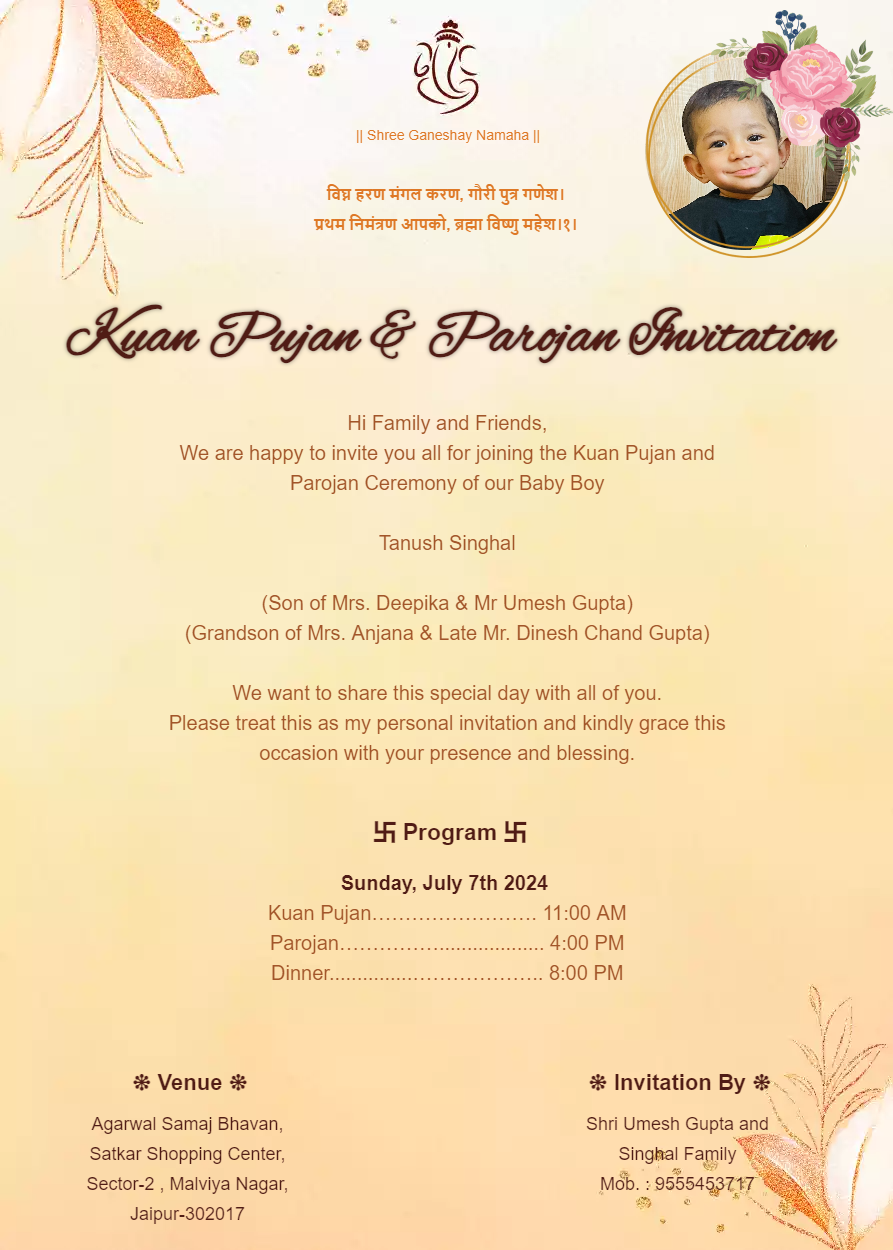 || Shree Ganeshay Namaha ||
विघ्न हरण मंगल करण, गौरी पुत्र गणेश।
प्रथम निमंत्रण आपको, ब्रह्मा विष्णु महेश।१।
Kuan Pujan & Parojan Invitation
Hi Family and Friends,
We are happy to invite you all for joining the Kuan Pujan and
Parojan Ceremony of our Baby Boy
Tanush Singhal
(Son of Mrs. Deepika & Mr Umesh Gupta)
(Grandson of Mrs. Anjana & Late Mr. Dinesh Chand Gupta)
We want to share this special day with all of you.
Please treat this as my personal invitation and kindly grace this
occasion with your presence and blessing.
卐 Program 卐
Sunday, July 7th 2024
Kuan Pujan……………………. 11:00 AM
Parojan……………................... 4:00 PM
Dinner...............……………….. 8:00 PM
❉ Venue ❉
Agarwal Samaj Bhavan,
Satkar Shopping Center,
Sector-2 , Malviya Nagar,
Jaipur-302017
❉ Invitation By ❉
Shri Umesh Gupta and
Singhal Family
Mob. : 9555453717